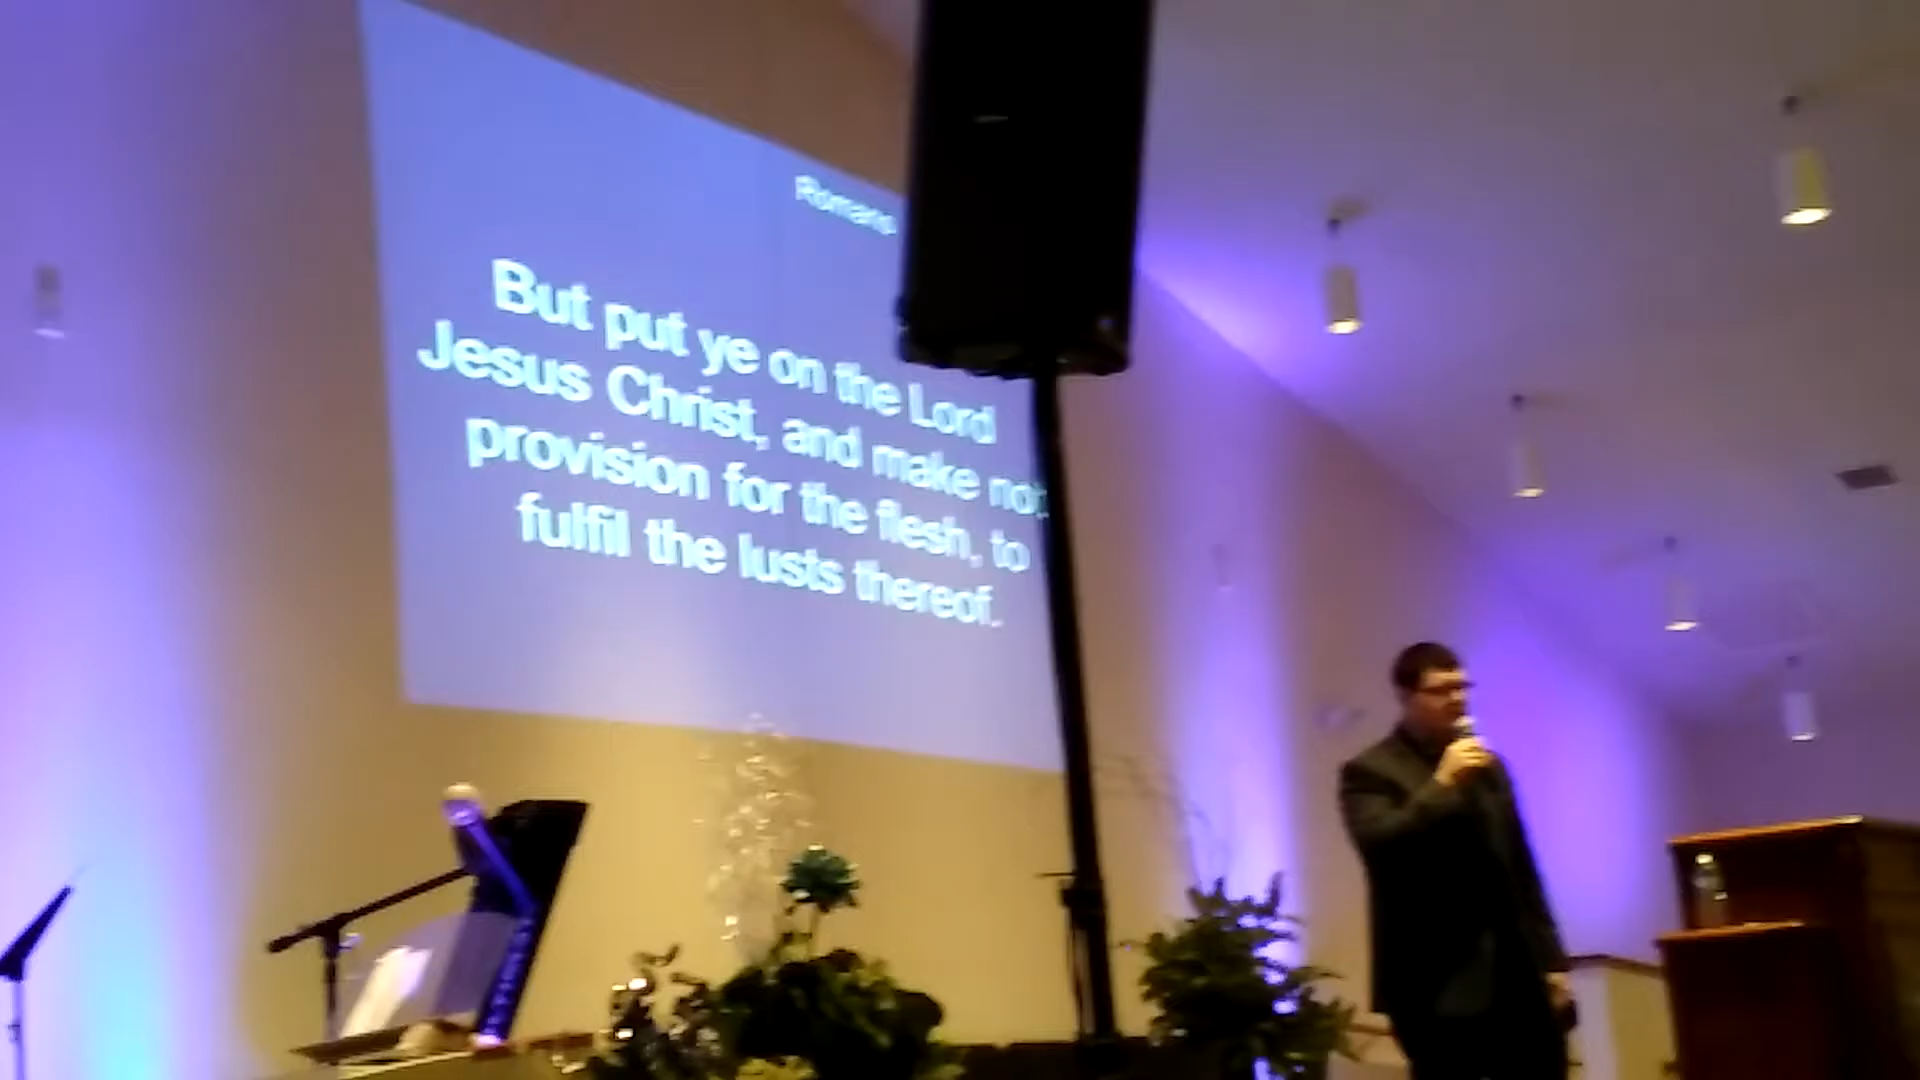 Romans
But put ye on the Lord
Jesus Christ, and make not
provision for the flesh, to
fulfil the lusts thereof.